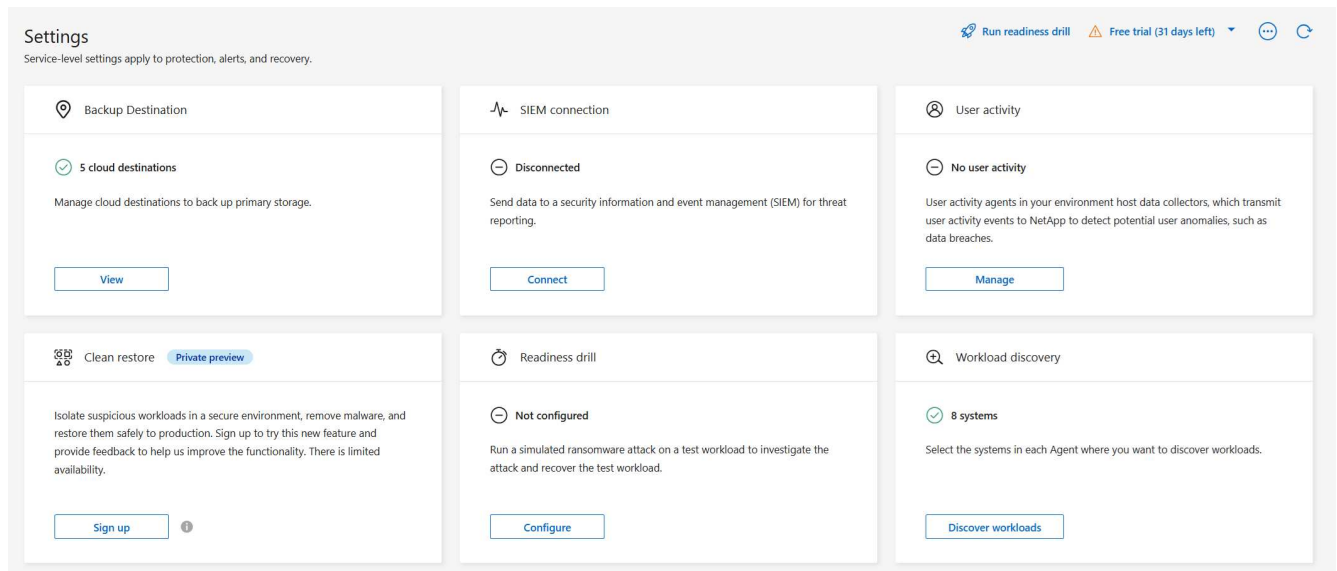 Settings
Run readiness drill
Free trial (31 days left)
Service-level settings apply to protection, alerts, and recovery.
Backup Destination
5 cloud destinations
Manage cloud destinations to back up primary storage.
View
SIEM connection
Disconnected
Send data to a security information and event management (SIEM) for threat
reporting.
Connect
User activity
No user activity
User activity agents in your environment host data collectors, which transmit
user activity events to NetApp to detect potential user anomalies, such as
data breaches.
Manage
Clean restore Private preview
Isolate suspicious workloads in a secure environment, remove malware, and
restore them safely to production. Sign up to try this new feature and
provide feedback to help us improve the functionality. There is limited
availability.
Sign up
Readiness drill
Not configured
Run a simulated ransomware attack on a test workload to investigate the
attack and recover the test workload.
Configure
Workload discovery
8 systems
Select the systems in each Agent where you want to discover workloads.
Discover workloads